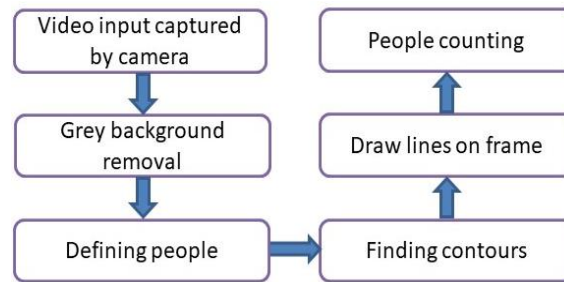 Video input captured
by camera
Grey background
removal
Defining people
Finding contours
Draw lines on frame
People counting